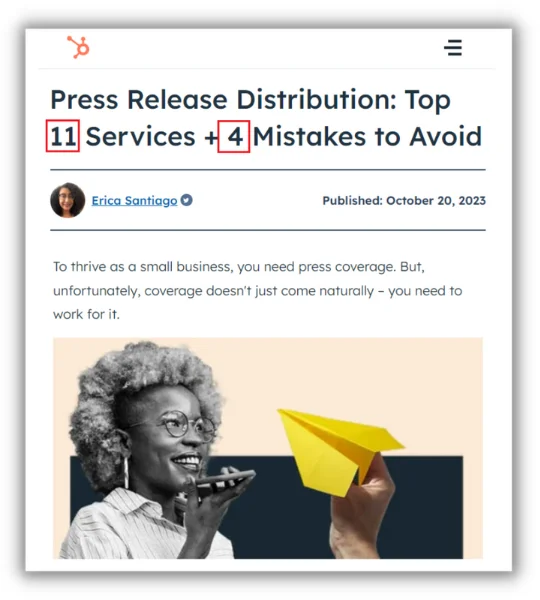 Press Release Distribution: Top
11 Services + 4 Mistakes to Avoid
Erica Santiago
Published: October 20, 2023
To thrive as a small business, you need press coverage. But,
unfortunately, coverage doesn't just come naturally – you need to
work for it.